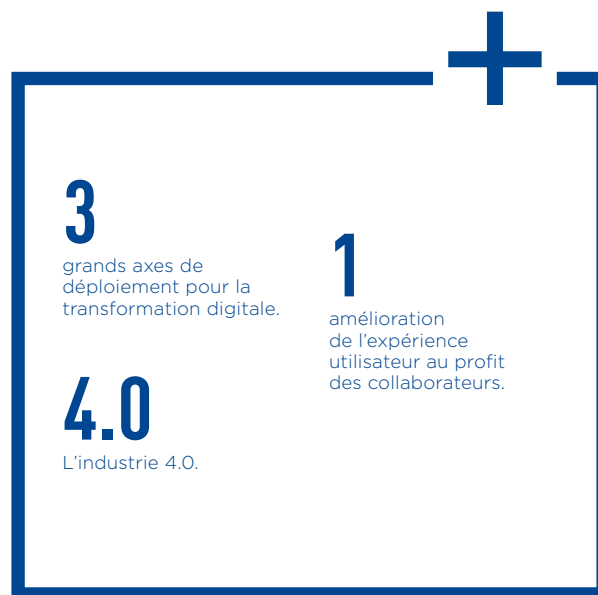 3
grands axes de
déploiement pour la
transformation digitale.
4.0
L’industrie 4.0.
1
amélioration
de l’expérience
utilisateur au profit
des collaborateurs.